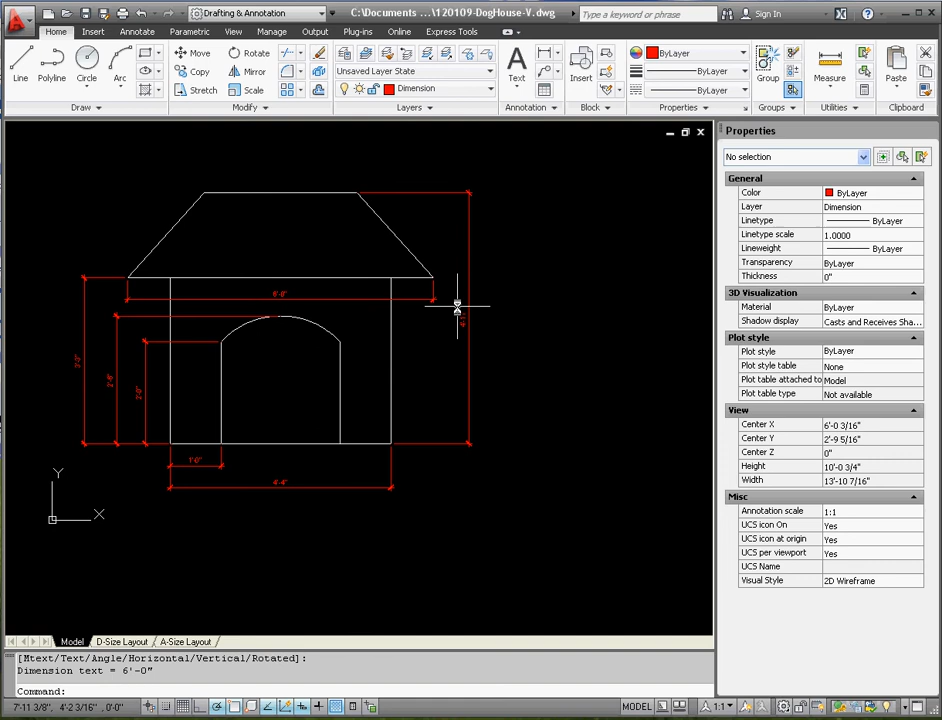 Drafting & Annotation
C:\Documents ...\120109-DogHouse-V.dwg
Type a keyword or phrase
Sign In
Home Insert Annotate Parametric View Manage Output Plug-ins Online Express Tools
Line Polyline Circle Arc
Move Rotate
Copy Mirror
Stretch Scale
Unsaved Layer State
Dimension
Text
Insert
ByLayer
ByLayer
ByLayer
Group
Measure
Paste
Draw Modify Layers Annotation Block Properties Groups Utilities Clipboard
4'-4"
1'-0"
2'-0"
Y
X
Model D-Size Layout A-Size Layout
[Mtext/Text/Angle/Horizontal/Vertical/Rotated]:
Dimension text = 6'-0"
Command:
7'-11 3/8", 4'-2 3/16" , 0'-0"
MODEL
1:1
Properties
No selection
General
Color ByLayer
Layer Dimension
Linetype ByLayer
Linetype scale 1.0000
Lineweight ByLayer
Transparency ByLayer
Thickness 0"
3D Visualization
Material ByLayer
Shadow display Casts and Receives Sha...
Plot style
Plot style ByLayer
Plot style table None
Plot table attached to Model
Plot table type Not available
View
Center X 6'-0 3/16"
Center Y 2'-9 5/16"
Center Z 0"
Height 10'-0 3/4"
Width 13'-10 7/16"
Misc
Annotation scale 1:1
UCS icon On Yes
UCS icon at origin Yes
UCS per viewport Yes
UCS Name
Visual Style 2D Wireframe